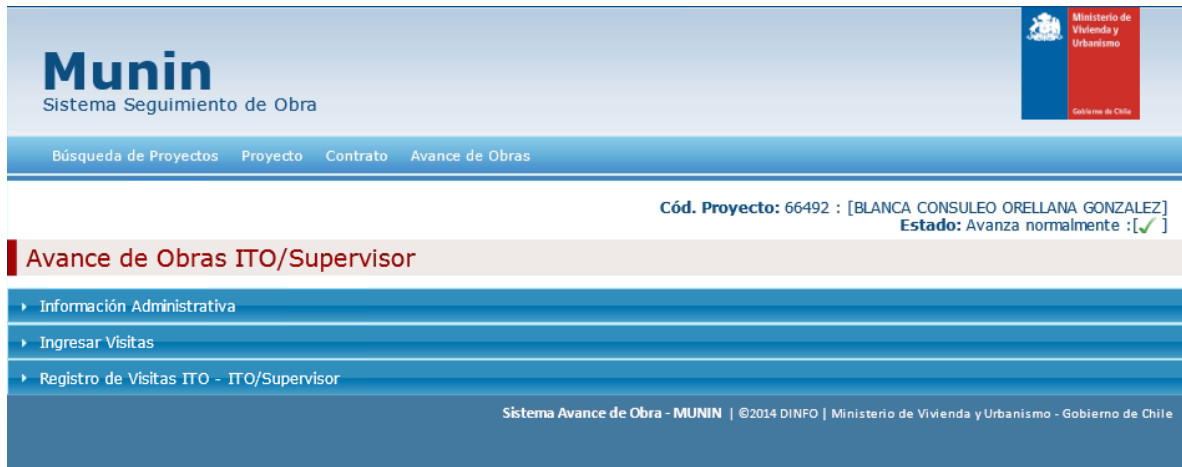 Ministerio de
Vivienda y
Urbanismo
Gobierno de Chile
Munin
Sistema Seguimiento de Obra
Búsqueda de Proyectos Proyecto Contrato Avance de Obras
Cód. Proyecto: 66492 : [BLANCA CONSULEO ORELLANA GONZALEZ]
Estado: Avanza normalmente :[✓ ]
Avance de Obras ITO/Supervisor
Información Administrativa
Ingresar Visitas
Registro de Visitas ITO - ITO/Supervisor
Sistema Avance de Obra - MUNIN | ©2014 DINFO | Ministerio de Vivienda y Urbanismo - Gobierno de Chile